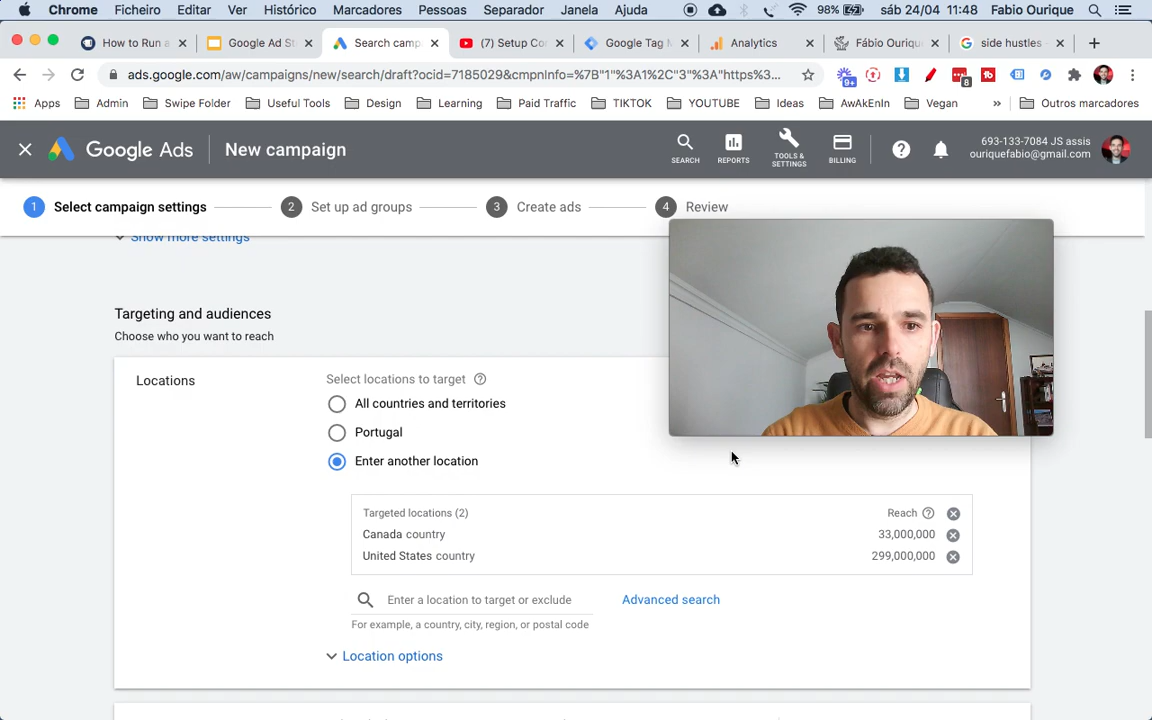 Chrome Ficheiro Editar Ver Histórico Marcadores Pessoas Separador Janela Ajuda 98% sáb 24/04 11:48 Fabio Ourique
How to Run a Google Ad St Search camp (7) Setup Co Google Tag M Analytics Fábio Ouriqu side hustles
ads.google.com/aw/campaigns/new/search/draft?ocid=7185029&cmpnInfo=%7B"1"%3A1%2C"3"%3A"https%3... 9+ 8
Apps Admin Swipe Folder Useful Tools Design Learning Paid Traffic TIKTOK YOUTUBE Ideas AwAkEnIn Vegan » Outros marcadores
Google Ads New campaign SEARCH REPORTS TOOLS & SETTINGS BILLING 693-133-7084 JS assis
ouriquefabio@gmail.com
1 Select campaign settings 2 Set up ad groups 3 Create ads 4 Review
Show more settings
Targeting and audiences
Choose who you want to reach
Locations Select locations to target
All countries and territories
Portugal
Enter another location
Targeted locations (2) Reach
Canada country 33,000,000
United States country 299,000,000
Enter a location to target or exclude Advanced search
For example, a country, city, region, or postal code
Location options